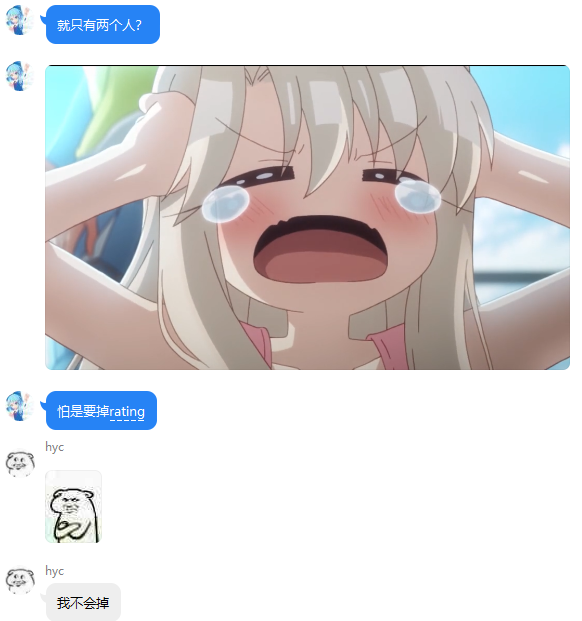 就只有两个人？
怕是要掉rating
hyc
hyc
我不会掉